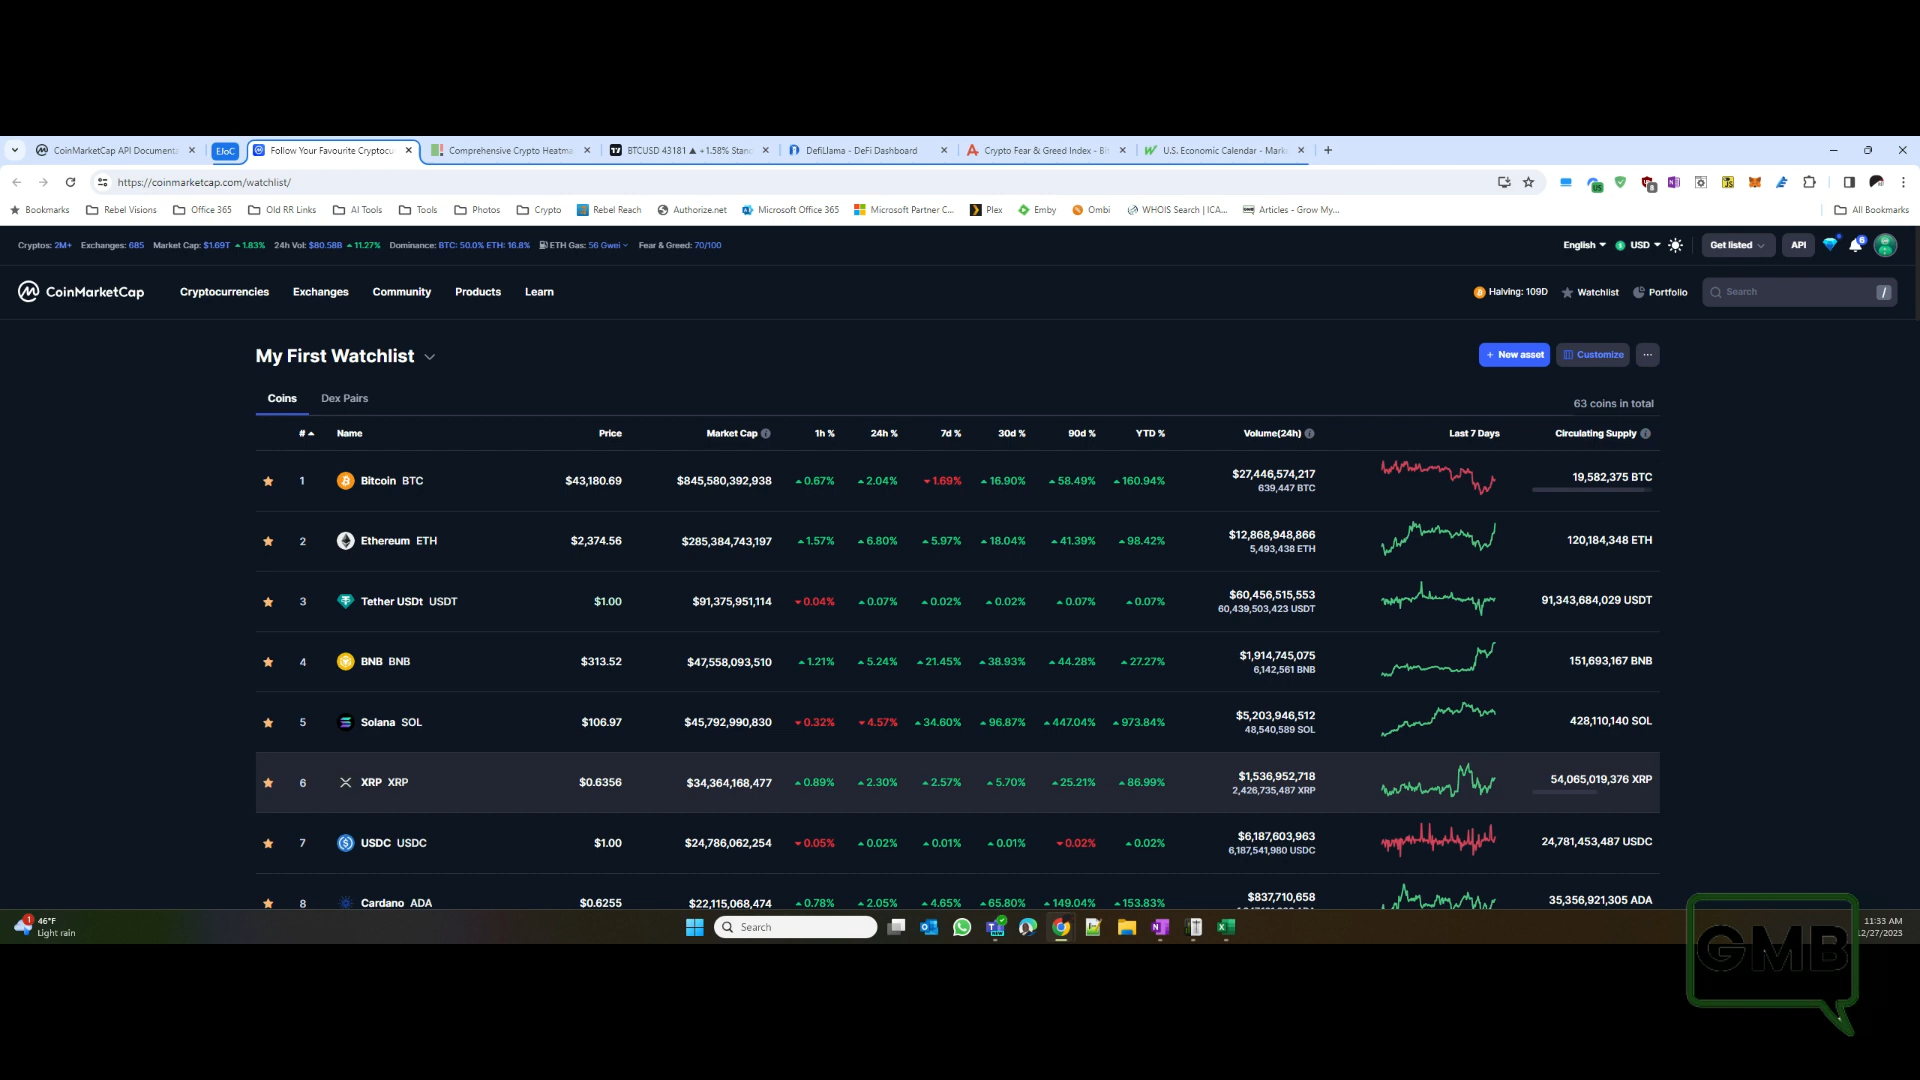 CoinMarketCap API Documenta
EJoC
Follow Your Favourite Cryptocu
Comprehensive Crypto Heatma
BTCUSD 43181 ▲ +1.58% Stand
DefiLlama - DeFi Dashboard
Crypto Fear & Greed Index - Bit
U.S. Economic Calendar - Mark
https://coinmarketcap.com/watchlist/
Bookmarks Rebel Visions Office 365 Old RR Links AI Tools Tools Photos Crypto Rebel Reach Authorize.net Microsoft Office 365 Microsoft Partner C... Plex Emby Ombi WHOIS Search | ICA... Articles - Grow My... All Bookmarks
Cryptos: 2M+ Exchanges: 685 Market Cap: $1.69T 1.83% 24h Vol: $80.58B 11.27% Dominance: BTC: 50.0% ETH: 16.8% ETH Gas: 56 Gwei Fear & Greed: 70/100
English USD Get listed API
CoinMarketCap Cryptocurrencies Exchanges Community Products Learn
Halving: 109D Watchlist Portfolio Search /
My First Watchlist
+ New asset Customize ...
Coins Dex Pairs
63 coins in total
# Name Price Market Cap 1h % 24h % 7d % 30d % 90d % YTD % Volume(24h) Last 7 Days Circulating Supply
1 Bitcoin BTC $43,180.69 $845,580,392,938 0.67% 2.04% 1.69% 16.90% 58.49% 160.94% $27,446,574,217 19,582,375 BTC
639,447 BTC
2 Ethereum ETH $2,374.56 $285,384,743,197 1.57% 6.80% 5.97% 18.04% 41.39% 98.42% $12,868,948,866 120,184,348 ETH
5,493,438 ETH
3 Tether USDt USDT $1.00 $91,375,951,114 0.04% 0.07% 0.02% 0.02% 0.07% 0.07% $60,456,515,553 91,343,684,029 USDT
60,439,503,423 USDT
4 BNB BNB $313.52 $47,558,093,510 1.21% 5.24% 21.45% 38.93% 44.28% 27.27% $1,914,745,075 151,693,167 BNB
6,142,561 BNB
5 Solana SOL $106.97 $45,792,990,830 0.32% 4.57% 34.60% 96.87% 447.04% 973.84% $5,203,946,512 428,110,140 SOL
48,540,589 SOL
6 XRP XRP $0.6356 $34,364,168,477 0.89% 2.30% 2.57% 5.70% 25.21% 86.99% $1,536,952,718 54,065,019,376 XRP
2,426,735,487 XRP
7 USDC USDC $1.00 $24,786,062,254 0.05% 0.02% 0.01% 0.01% 0.02% 0.02% $6,187,603,963 24,781,453,487 USDC
6,187,541,980 USDC
8 Cardano ADA $0.6255 $22,115,068,474 0.78% 2.05% 4.65% 65.80% 149.04% 153.83% $837,710,658 35,356,921,305 ADA
46°F
Light rain
Search
11:33 AM
12/27/2023
GMB